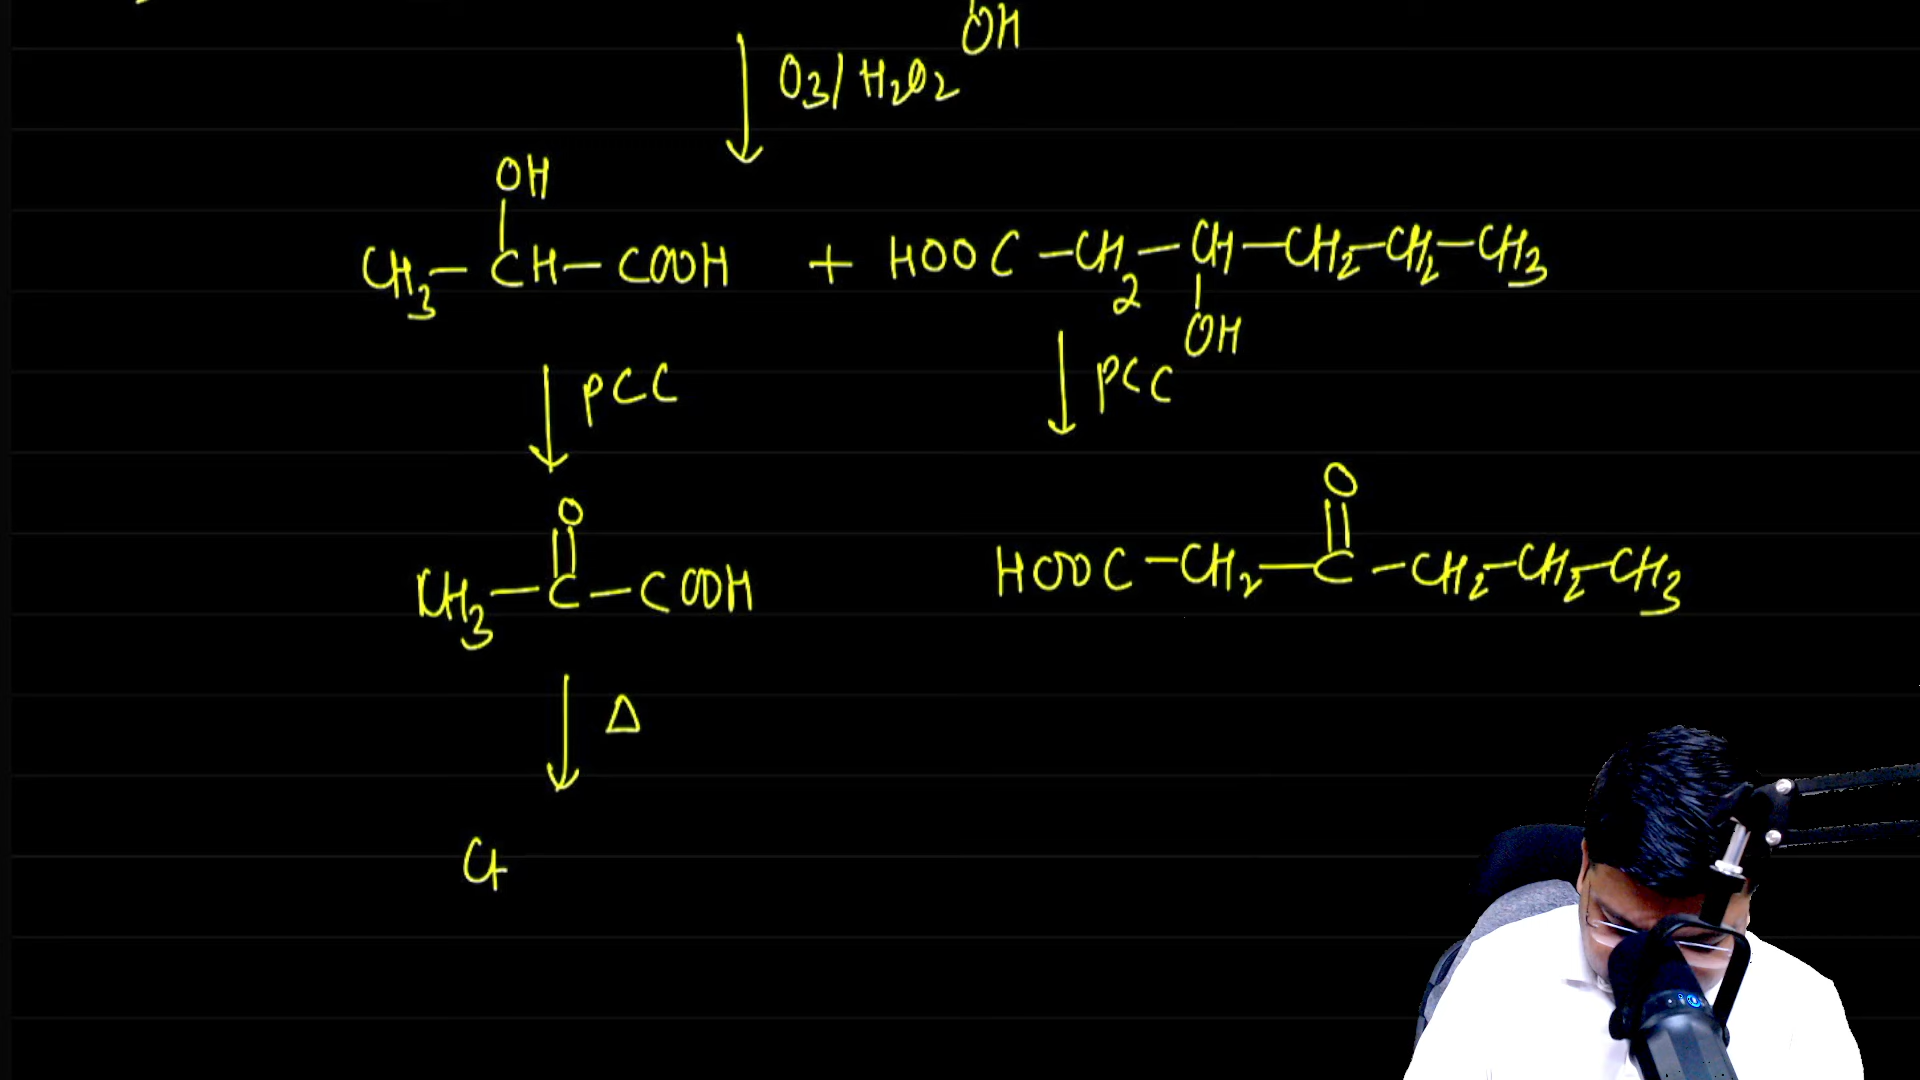 OH
O3/H2O2
OH
CH3-CH-COOH + HOOC-CH2-CH-CH2-CH2-CH3
OH
PCC PCC
O O
CH3-C-COOH HOOC-CH2-C-CH2-CH2-CH3
Δ